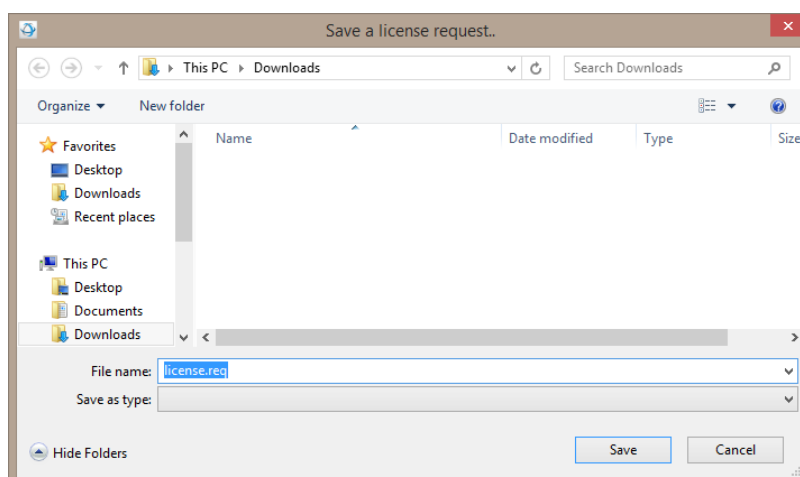 Save a license request..
This PC Downloads
Search Downloads
Organize New folder
Name Date modified Type Size
Favorites
Desktop
Downloads
Recent places
This PC
Desktop
Documents
Downloads
File name: license.req
Save as type:
Hide Folders Save Cancel